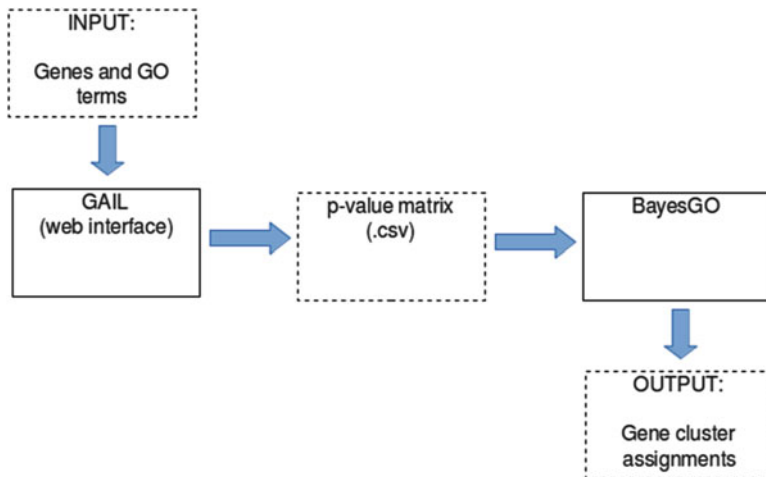 INPUT:
Genes and GO
terms
GAIL
(web interface)
p-value matrix
(.csv)
BayesGO
OUTPUT:
Gene cluster
assignments